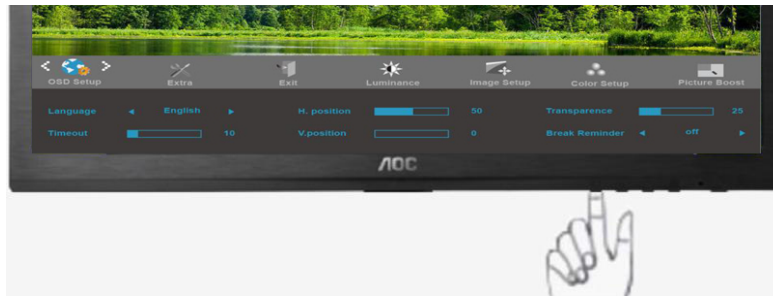 < >
OSD Setup Extra Exit Luminance Image Setup Color Setup Picture Boost
Language English H. position 50 Transparence 25
Timeout 10 V.position 0 Break Reminder off
AOC